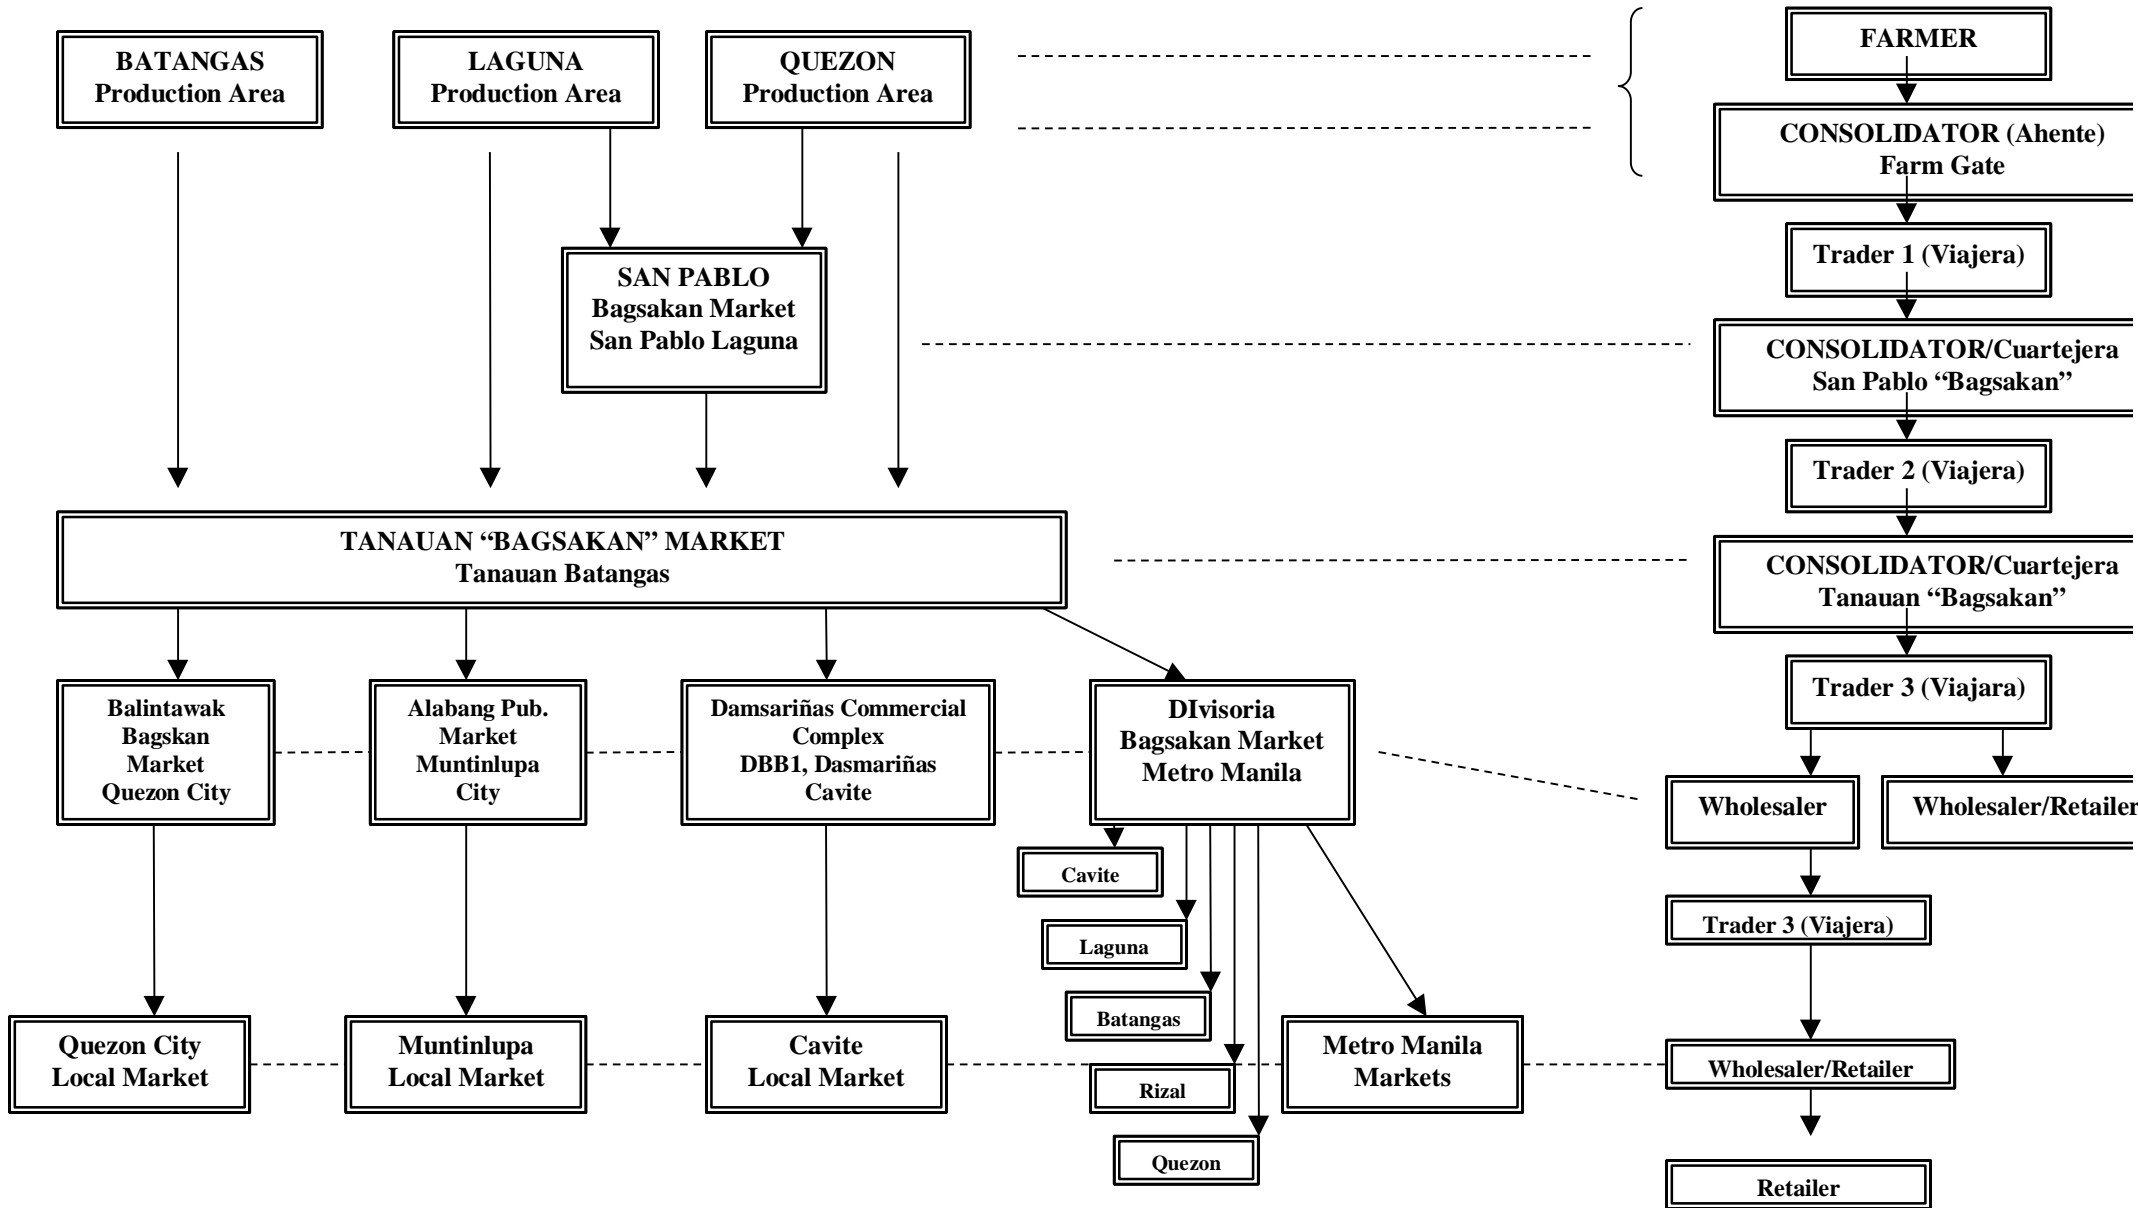 BATANGAS
Production Area
LAGUNA
Production Area
QUEZON
Production Area
FARMER
CONSOLIDATOR (Ahente)
Farm Gate
Trader 1 (Viajera)
SAN PABLO
Bagsakan Market
San Pablo Laguna
CONSOLIDATOR/Cuartejera
San Pablo “Bagsakan”
Trader 2 (Viajera)
TANAUAN “BAGSAKAN” MARKET
Tanauan Batangas
CONSOLIDATOR/Cuartejera
Tanauan “Bagsakan”
Trader 3 (Viajara)
Balintawak
Bagskan
Market
Quezon City
Alabang Pub.
Market
Muntinlupa
City
Damsariñas Commercial
Complex
DBB1, Dasmariñas
Cavite
DIvisoria
Bagsakan Market
Metro Manila
Wholesaler
Wholesaler/Retailer
Cavite
Laguna
Batangas
Rizal
Quezon
Trader 3 (Viajera)
Quezon City
Local Market
Muntinlupa
Local Market
Cavite
Local Market
Metro Manila
Markets
Wholesaler/Retailer
Retailer